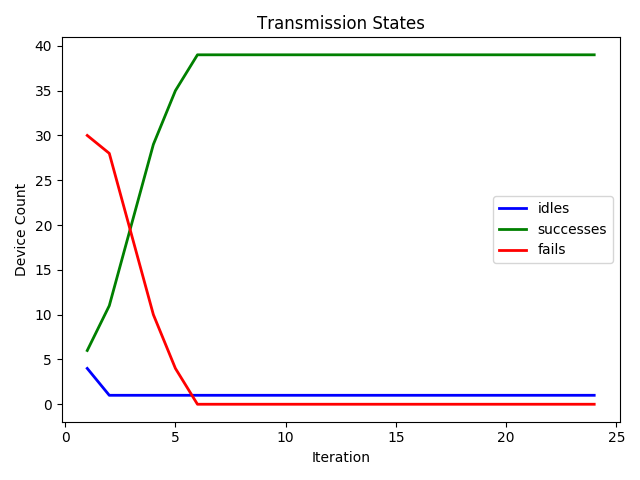 Transmission States
Device Count
40
35
30
25
20
15
10
5
0
idles
successes
fails
0 5 10 15 20 25
Iteration